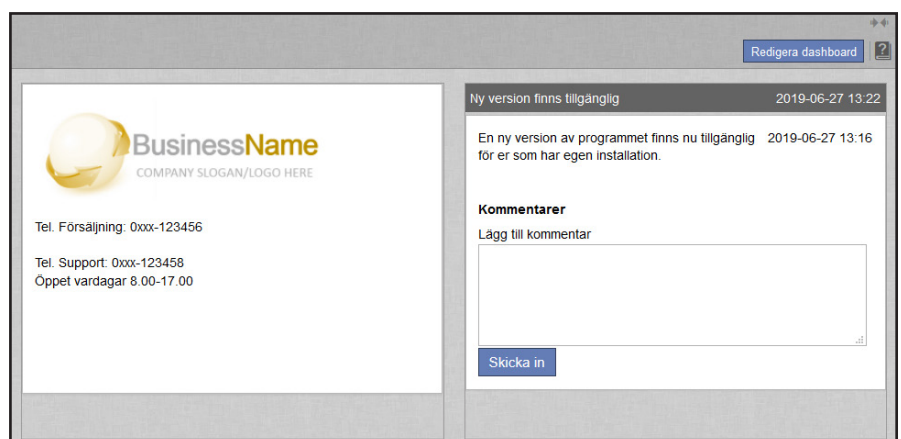 Redigera dashboard
?
BusinessName
COMPANY SLOGAN/LOGO HERE
Tel. Försäljning: 0xxx-123456
Tel. Support: 0xxx-123458
Öppet vardagar 8.00-17.00
Ny version finns tillgänglig 2019-06-27 13:22
En ny version av programmet finns nu tillgänglig 2019-06-27 13:16
för er som har egen installation.
Kommentarer
Lägg till kommentar
Skicka in